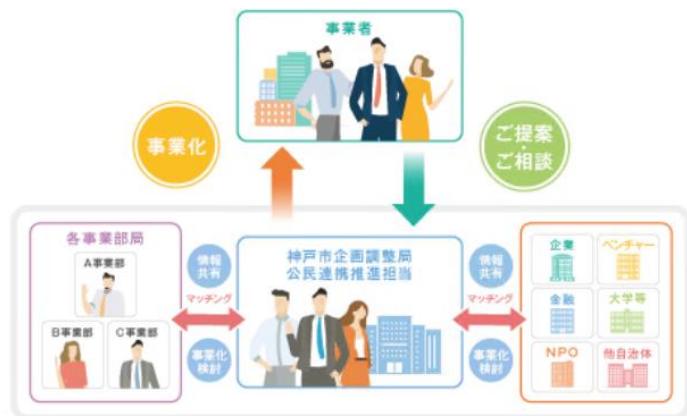 事業者
事業化
ご提案・
ご相談
各事業部局
A事業部
B事業部
C事業部
情報
共有
マッチング
事業化
検討
神戸市企画調整局
公民連携推進担当
情報
共有
マッチング
事業化
検討
企業
ベンチャー
金融
大学等
NPO
他自治体